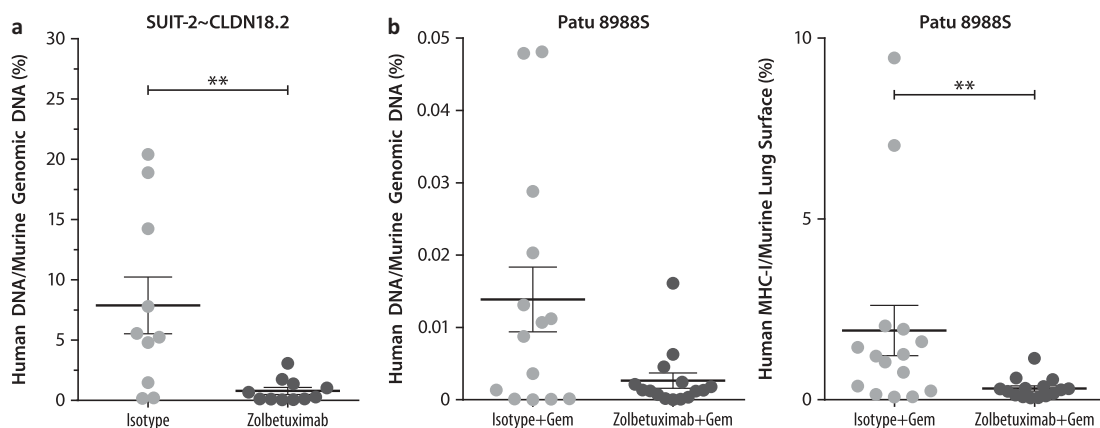 a
SUIT-2~CLDN18.2
Human DNA/Murine Genomic DNA (%)
30
25
20
15
10
5
0
**
Isotype
Zolbetuximab
b
Patu 8988S
Human DNA/Murine Genomic DNA (%)
0.05
0.04
0.03
0.02
0.01
0
Isotype+Gem
Zolbetuximab+Gem
Patu 8988S
Human MHC-I/Murine Lung Surface (%)
10
5
0
**
Isotype+Gem
Zolbetuximab+Gem